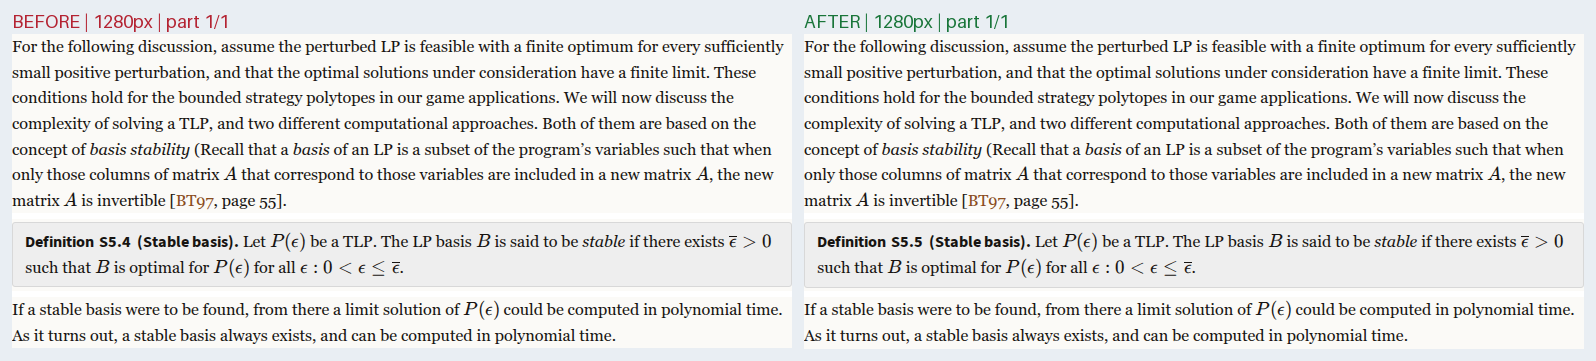 BEFORE | 1280px | part 1/1
For the following discussion, assume the perturbed LP is feasible with a finite optimum for every sufficiently
small positive perturbation, and that the optimal solutions under consideration have a finite limit. These
conditions hold for the bounded strategy polytopes in our game applications. We will now discuss the
complexity of solving a TLP, and two different computational approaches. Both of them are based on the
concept of basis stability (Recall that a basis of an LP is a subset of the program's variables such that when
only those columns of matrix A that correspond to those variables are included in a new matrix A, the new
matrix A is invertible [BT97, page 55].
Definition S5.4 (Stable basis). Let P(ϵ) be a TLP. The LP basis B is said to be stable if there exists ϵ̅ > 0
such that B is optimal for P(ϵ) for all ϵ : 0 < ϵ ≤ ϵ̅.
If a stable basis were to be found, from there a limit solution of P(ϵ) could be computed in polynomial time.
As it turns out, a stable basis always exists, and can be computed in polynomial time.
AFTER | 1280px | part 1/1
For the following discussion, assume the perturbed LP is feasible with a finite optimum for every sufficiently
small positive perturbation, and that the optimal solutions under consideration have a finite limit. These
conditions hold for the bounded strategy polytopes in our game applications. We will now discuss the
complexity of solving a TLP, and two different computational approaches. Both of them are based on the
concept of basis stability (Recall that a basis of an LP is a subset of the program's variables such that when
only those columns of matrix A that correspond to those variables are included in a new matrix A, the new
matrix A is invertible [BT97, page 55].
Definition S5.5 (Stable basis). Let P(ϵ) be a TLP. The LP basis B is said to be stable if there exists ϵ̅ > 0
such that B is optimal for P(ϵ) for all ϵ : 0 < ϵ ≤ ϵ̅.
If a stable basis were to be found, from there a limit solution of P(ϵ) could be computed in polynomial time.
As it turns out, a stable basis always exists, and can be computed in polynomial time.